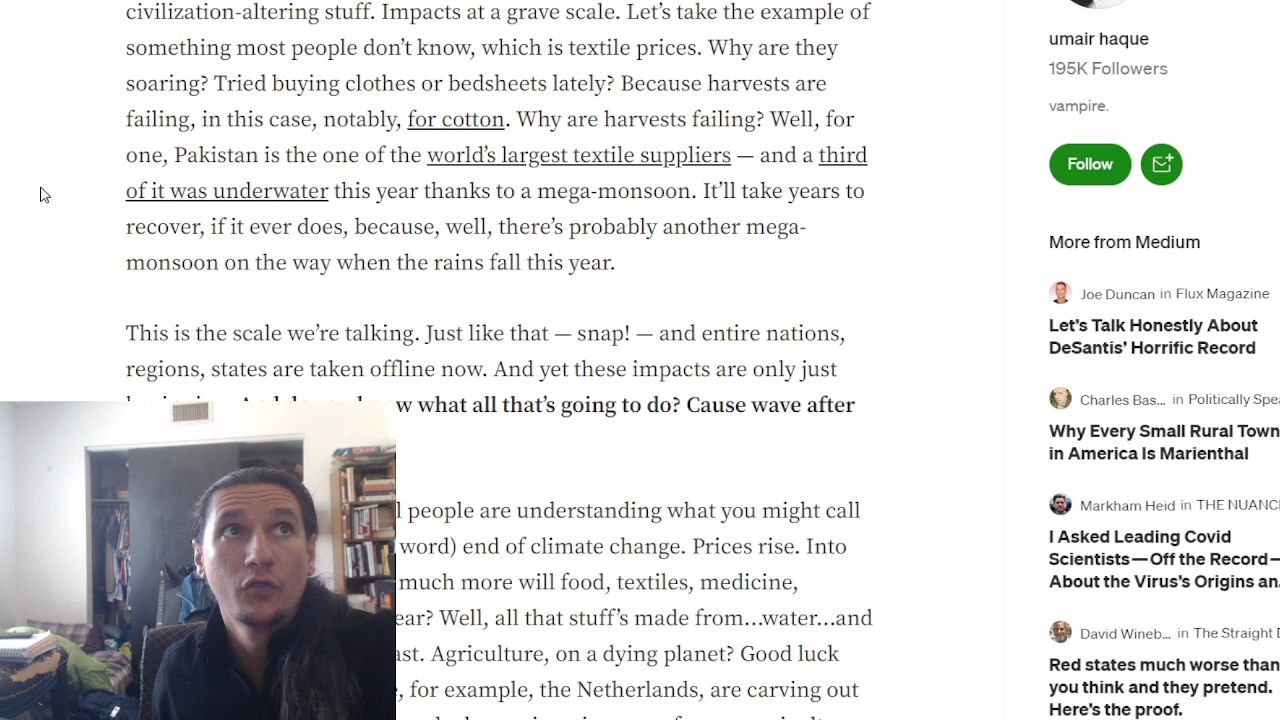 civilization-altering stuff. Impacts at a grave scale. Let’s take the example of
something most people don’t know, which is textile prices. Why are they
soaring? Tried buying clothes or bedsheets lately? Because harvests are
failing, in this case, notably, for cotton. Why are harvests failing? Well, for
one, Pakistan is the one of the world’s largest textile suppliers — and a third
of it was underwater this year thanks to a mega-monsoon. It’ll take years to
recover, if it ever does, because, well, there’s probably another mega-
monsoon on the way when the rains fall this year.
This is the scale we’re talking. Just like that — snap! — and entire nations,
regions, states are taken offline now. And yet these impacts are only just
what all that’s going to do? Cause wave after
people are understanding what you might call
word) end of climate change. Prices rise. Into
much more will food, textiles, medicine,
Well, all that stuff’s made from…water…and
Agriculture, on a dying planet? Good luck
for example, the Netherlands, are carving out
umair haque
195K Followers
vampire.
Follow
More from Medium
Joe Duncan in Flux Magazine
Let’s Talk Honestly About
DeSantis’ Horrific Record
Charles Bas... in Politically Spea
Why Every Small Rural Town
in America Is Marienthal
Markham Heid in THE NUANC
I Asked Leading Covid
Scientists—Off the Record—
About the Virus’s Origins an
David Wineb... in The Straight D
Red states much worse than
you think and they pretend.
Here’s the proof.